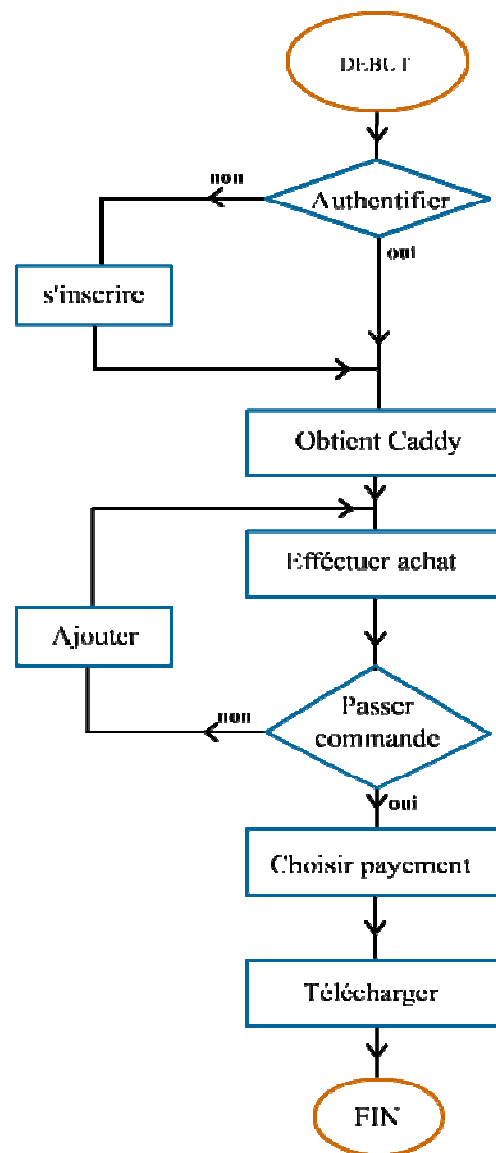 DEBUT
non
Authentifier
oui
s'inscrire
Obtient Caddy
Efféctuer achat
Ajouter
Passer
commande
non
oui
Choisir payement
Télécharger
FIN